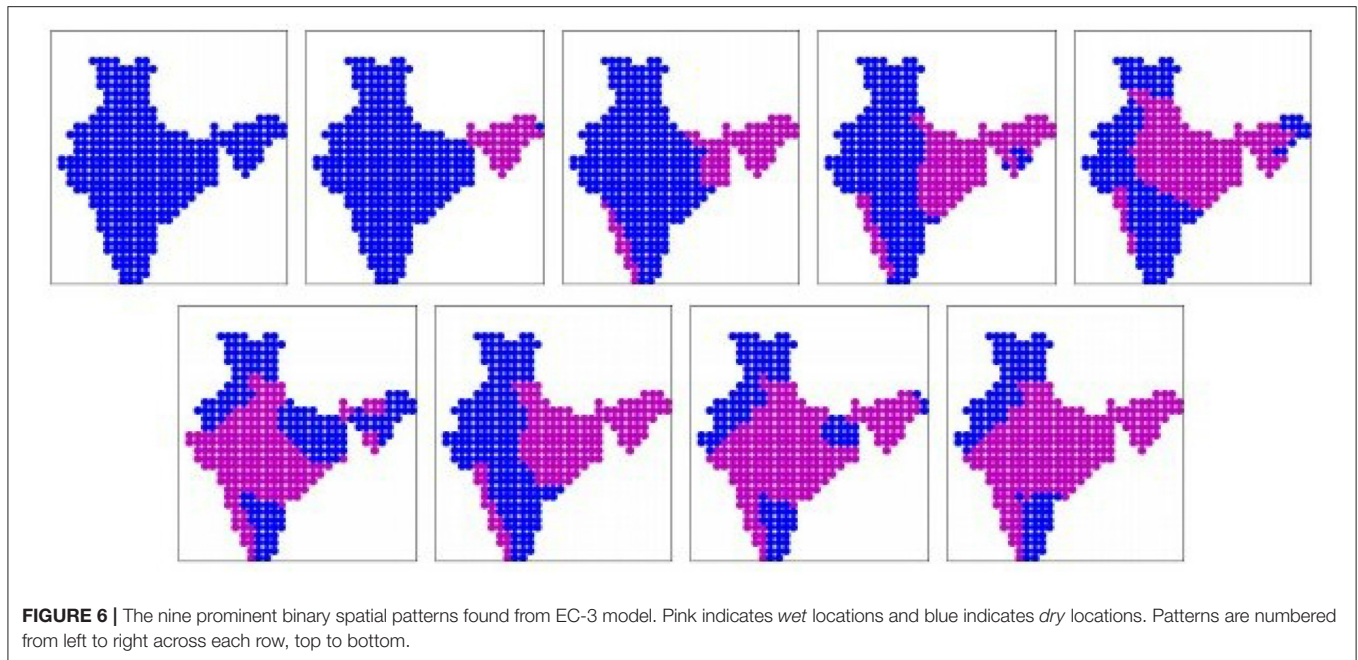 FIGURE 6 | The nine prominent binary spatial patterns found from EC-3 model. Pink indicates wet locations and blue indicates dry locations. Patterns are numbered
from left to right across each row, top to bottom.